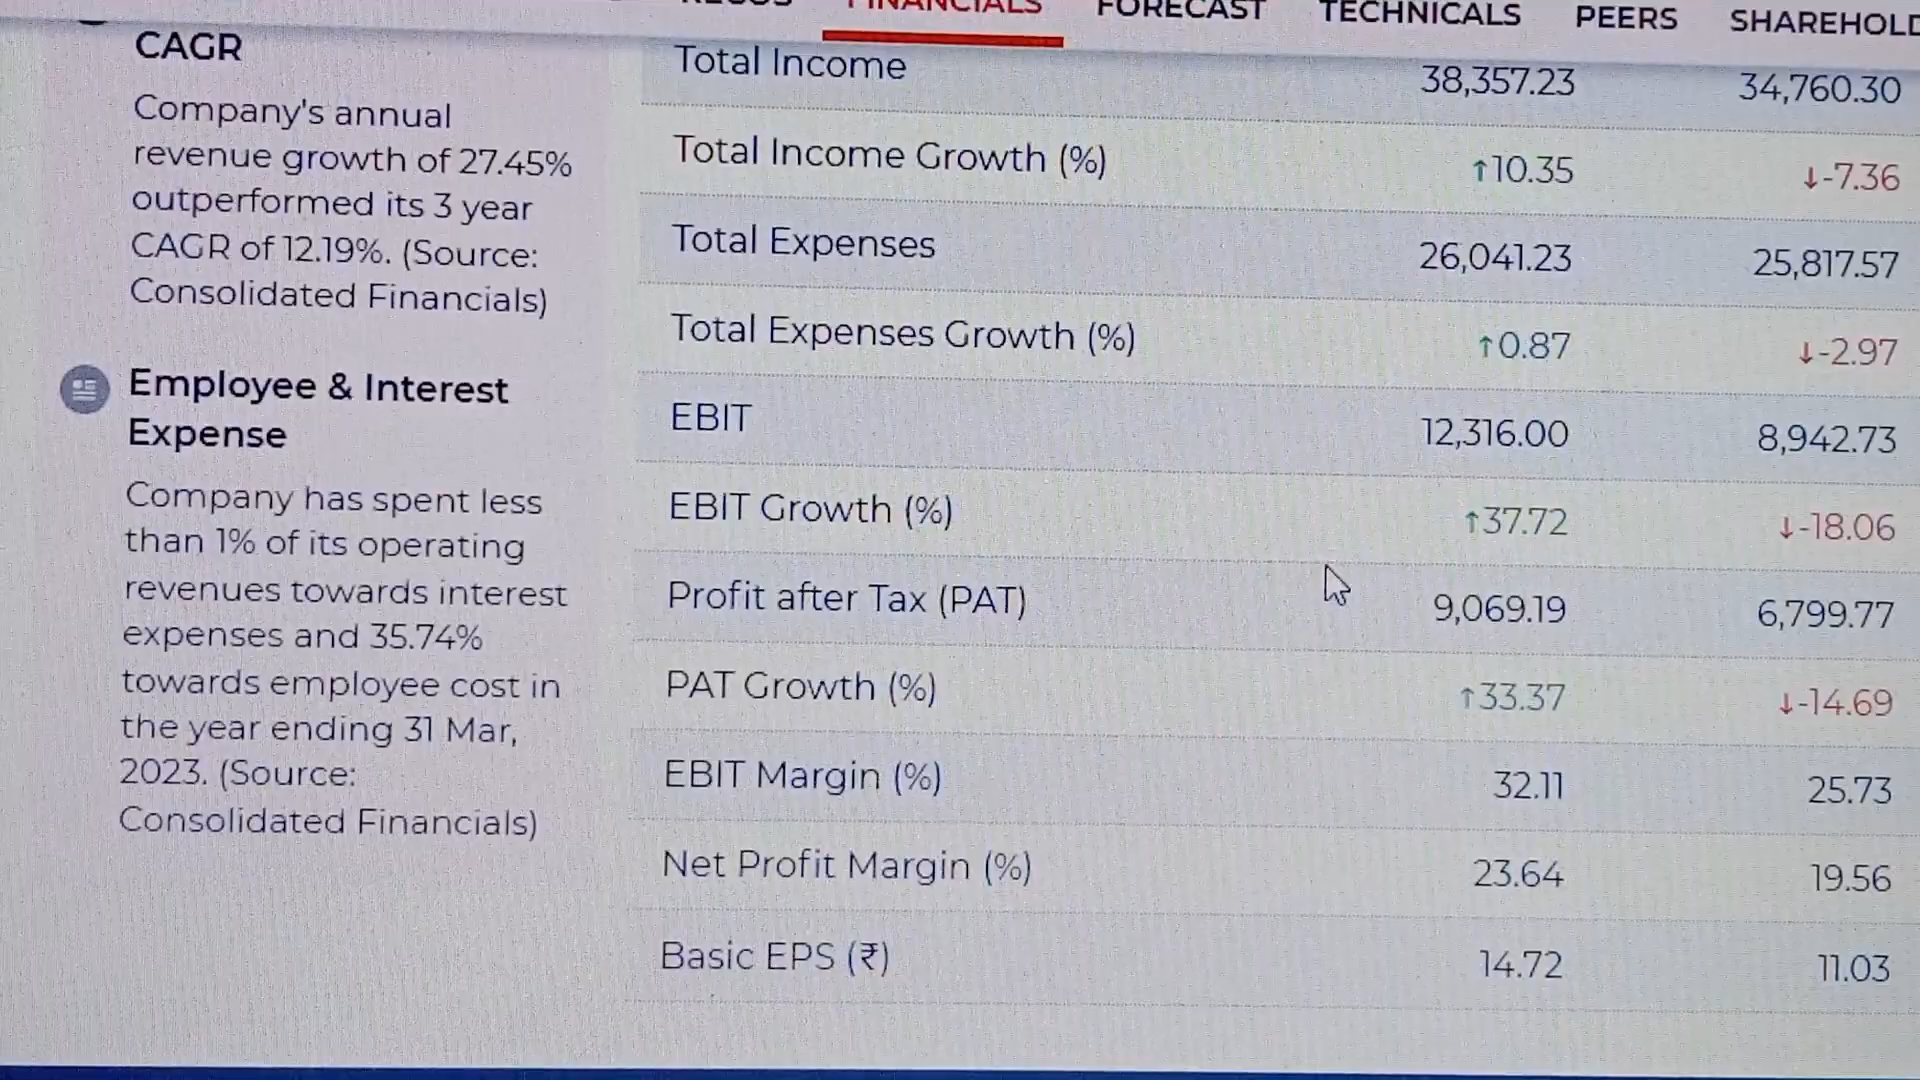 FINANCIALS FORECAST TECHNICALS PEERS
CAGR
Company's annual
revenue growth of 27.45%
outperformed its 3 year
CAGR of 12.19%. (Source:
Consolidated Financials)
Employee & Interest
Expense
Company has spent less
than 1% of its operating
revenues towards interest
expenses and 35.74%
towards employee cost in
the year ending 31 Mar,
2023. (Source:
Consolidated Financials)
Total Income 38,357.23 34,760.30
Total Income Growth (%) ↑10.35 ↓-7.36
Total Expenses 26,041.23 25,817.57
Total Expenses Growth (%) ↑0.87 ↓-2.97
EBIT 12,316.00 8,942.73
EBIT Growth (%) ↑37.72 ↓-18.06
Profit after Tax (PAT) 9,069.19 6,799.77
PAT Growth (%) ↑33.37 ↓-14.69
EBIT Margin (%) 32.11 25.73
Net Profit Margin (%) 23.64 19.56
Basic EPS (₹) 14.72 11.03